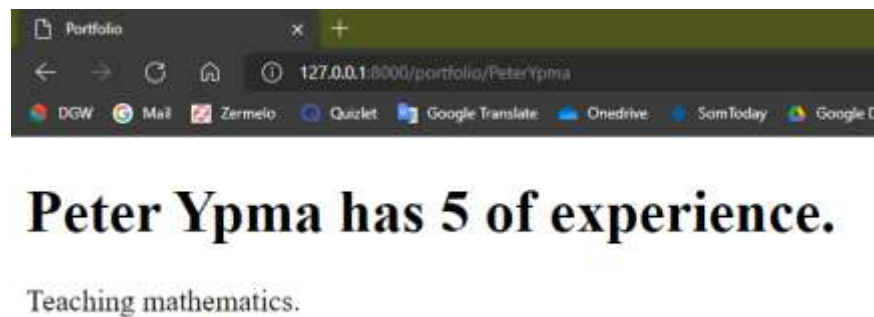 Portfolio
127.0.0.1:8000/portfolio/PeterYpma
DGW Mail Zermelo Quizlet Google Translate Onedrive SomToday Google
Peter Ypma has 5 of experience.
Teaching mathematics.